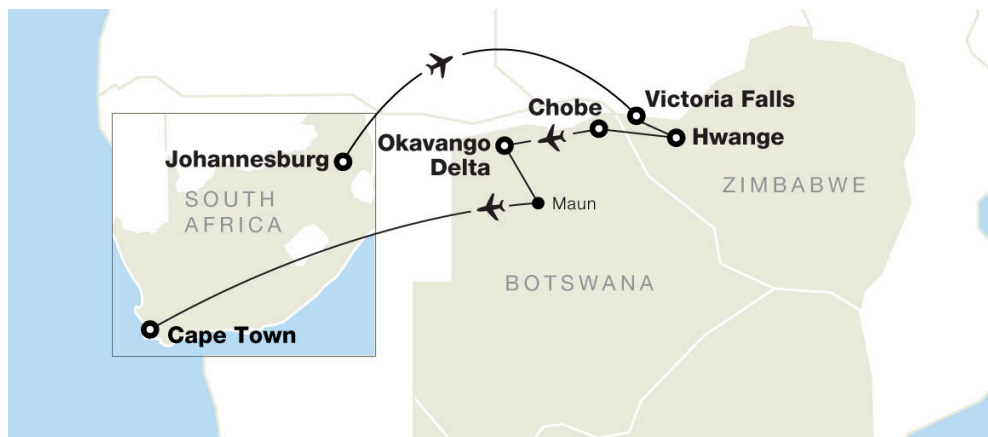 Victoria Falls
Chobe
Hwange
Okavango
Delta
Johannesburg
ZIMBABWE
SOUTH
AFRICA
Maun
BOTSWANA
Cape Town